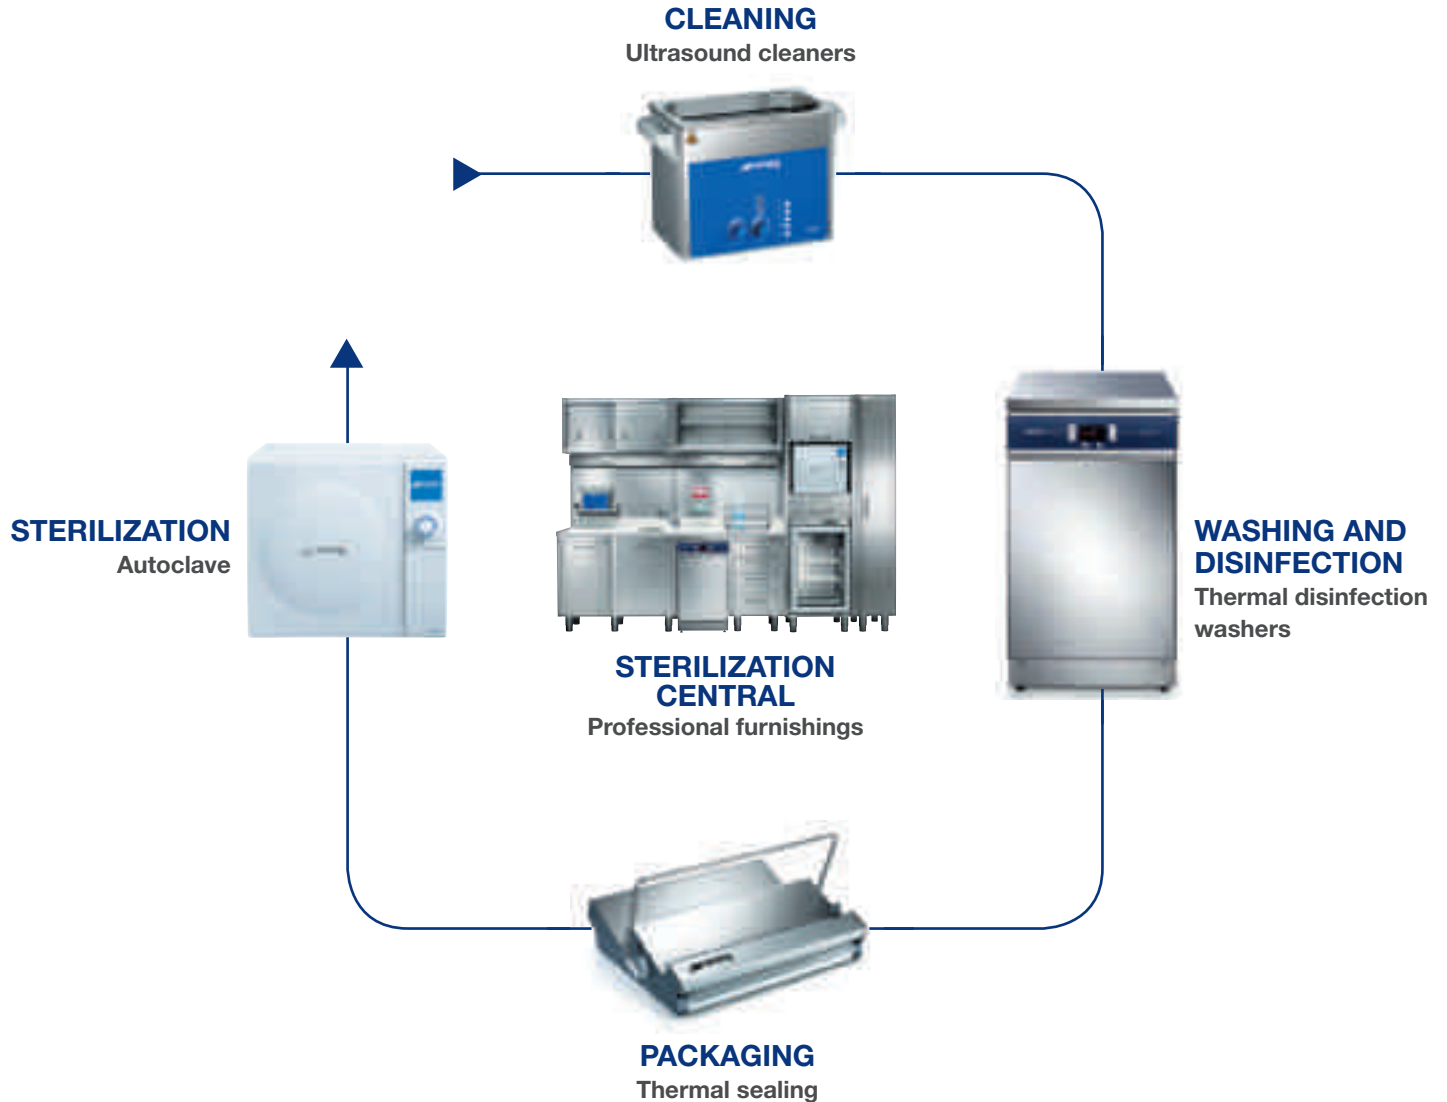 CLEANING
Ultrasound cleaners
STERILIZATION
Autoclave
WASHING AND
DISINFECTION
Thermal disinfection
washers
STERILIZATION
CENTRAL
Professional furnishings
PACKAGING
Thermal sealing